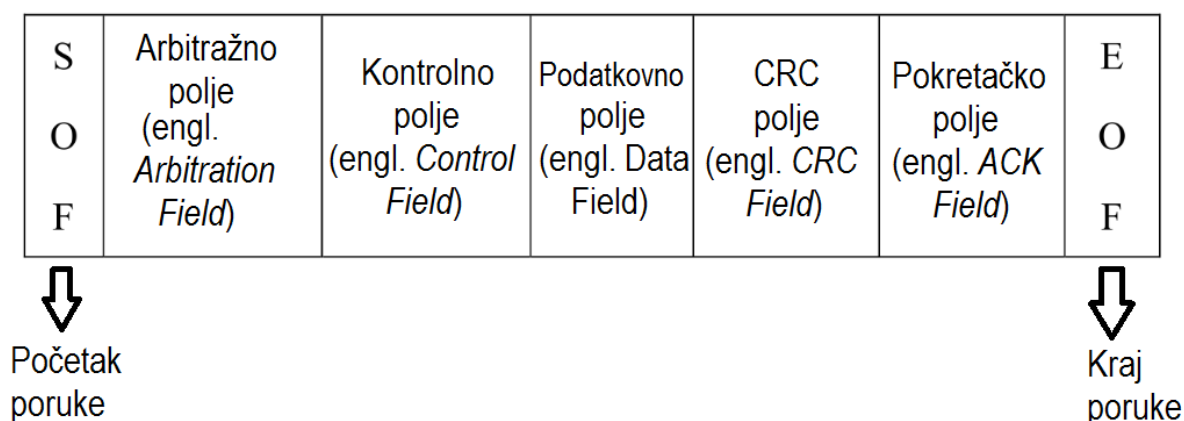 S
O
F
Arbitražno
polje
(engl.
Arbitration
Field)
Kontrolno
polje
(engl. Control
Field)
Podatkovno
polje
(engl. Data
Field)
CRC
polje
(engl. CRC
Field)
Pokretačko
polje
(engl. ACK
Field)
E
O
F
Početak
poruke
Kraj
poruke